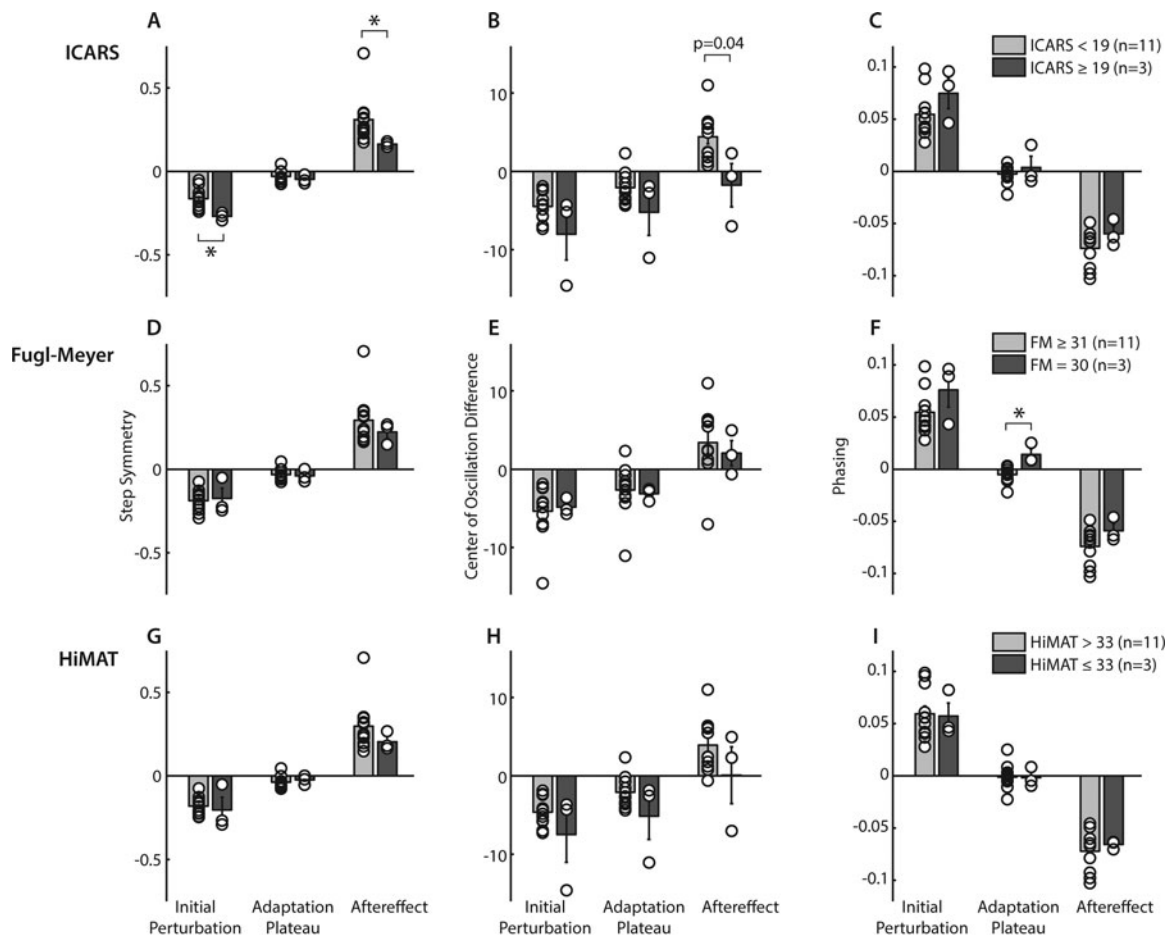 A
B
C
ICARS
*
p=0.04
ICARS < 19 (n=11)
ICARS ≥ 19 (n=3)
0.5
0
-0.5
*
10
0
-10
0.1
0.05
0
-0.05
-0.1
D
E
F
Fugl-Meyer
FM ≥ 31 (n=11)
FM = 30 (n=3)
*
Step Symmetry
0.5
0
-0.5
Center of Oscillation Difference
10
0
-10
Phasing
0.1
0.05
0
-0.05
-0.1
G
H
I
HiMAT
HiMAT > 33 (n=11)
HiMAT ≤ 33 (n=3)
0.5
0
-0.5
10
0
-10
0.1
0.05
0
-0.05
-0.1
Initial
Perturbation
Adaptation
Plateau
Aftereffect
Initial
Perturbation
Adaptation
Plateau
Aftereffect
Initial
Perturbation
Adaptation
Plateau
Aftereffect